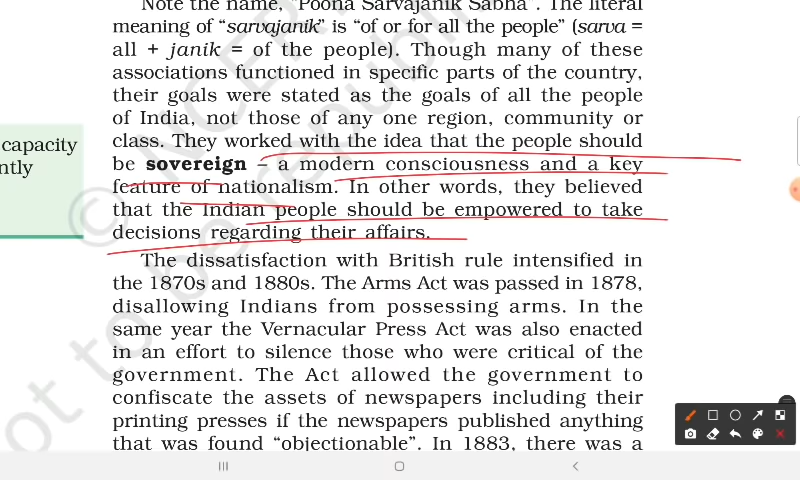 Note the name, "Poona Sarvajanik Sabha". The literal
meaning of "sarvajanik" is "of or for all the people" (sarva =
all + janik = of the people). Though many of these
associations functioned in specific parts of the country,
their goals were stated as the goals of all the people
of India, not those of any one region, community or
class. They worked with the idea that the people should
be sovereign – a modern consciousness and a key
feature of nationalism. In other words, they believed
that the Indian people should be empowered to take
decisions regarding their affairs.
The dissatisfaction with British rule intensified in
the 1870s and 1880s. The Arms Act was passed in 1878,
disallowing Indians from possessing arms. In the
same year the Vernacular Press Act was also enacted
in an effort to silence those who were critical of the
government. The Act allowed the government to
confiscate the assets of newspapers including their
printing presses if the newspapers published anything
that was found "objectionable". In 1883, there was a
capacity
ntly
© NCER
not to be republi